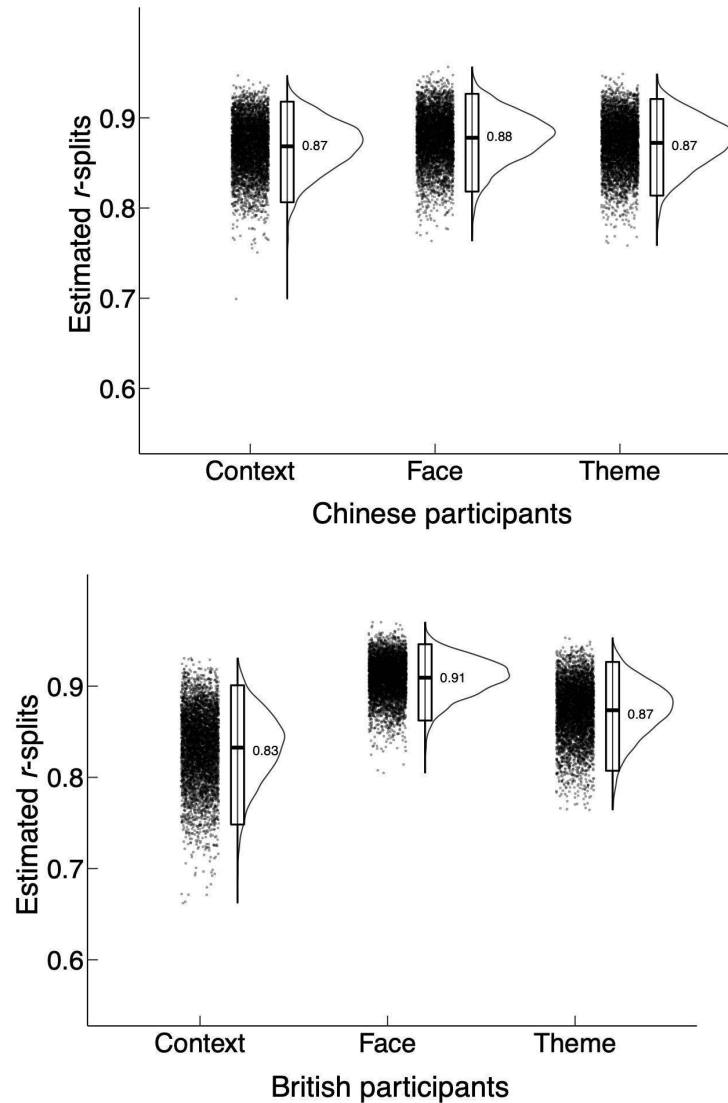 Estimated r-splits
0.9
0.8
0.7
0.6
0.87
0.88
0.87
Context Face Theme
Chinese participants
Estimated r-splits
0.9
0.8
0.7
0.6
0.83
0.91
0.87
Context Face Theme
British participants